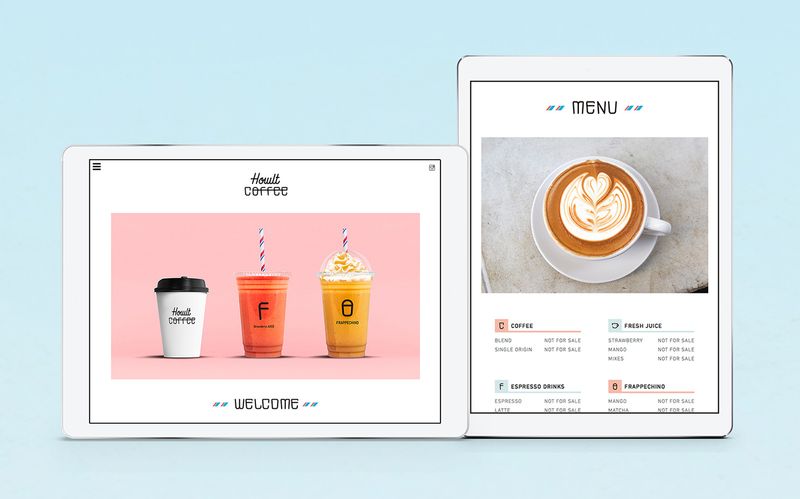 Hoult
Coffee
Hoult
Coffee
F
FRAPPECHINO
WELCOME
MENU
COFFEE
BLEND NOT FOR SALE
SINGLE ORIGIN NOT FOR SALE
FRESH JUICE
STRAWBERRY NOT FOR SALE
MANGO NOT FOR SALE
MIXES NOT FOR SALE
F ESPRESSO DRINKS
ESPRESSO NOT FOR SALE
LATTE NOT FOR SALE
FRAPPECHINO
MANGO NOT FOR SALE
MATCHA NOT FOR SALE